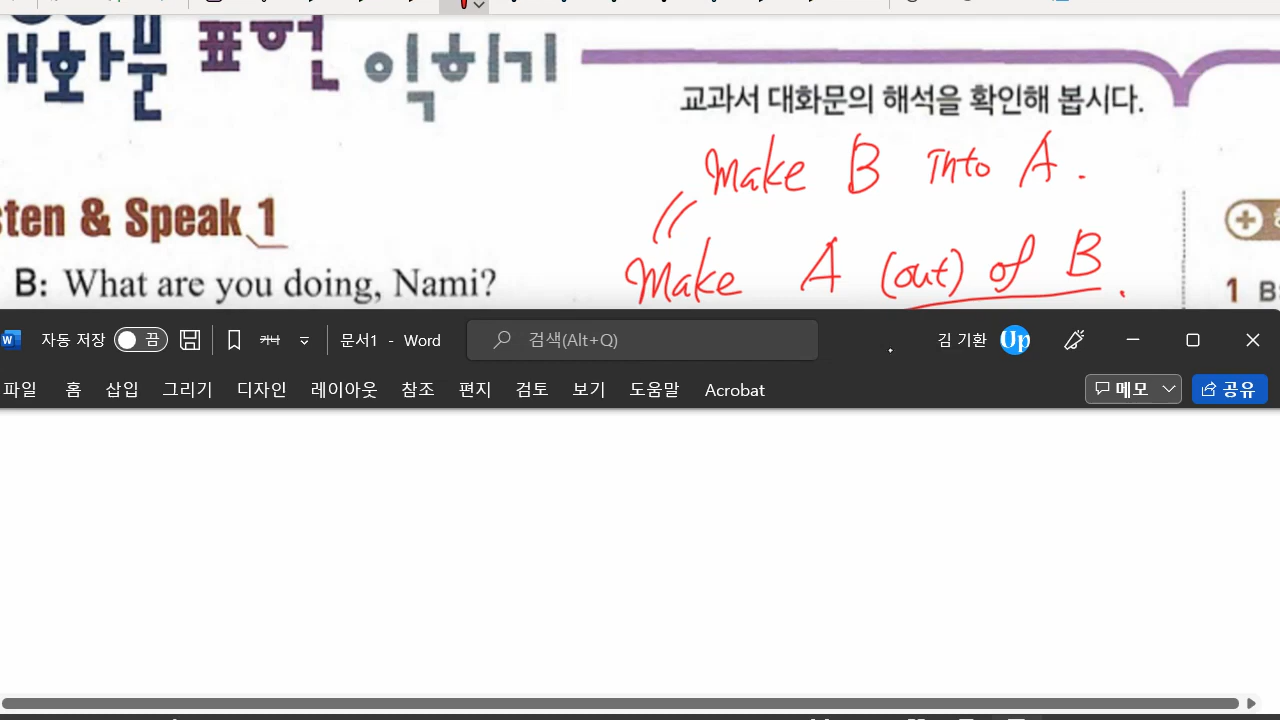 대화문 표현 익히기
교과서 대화문의 해석을 확인해 봅시다.
Make B into A.
Make A (out) of B.
sten & Speak 1
B: What are you doing, Nami?
1 B:
자동 저장 끔 가나 문서1 - Word 검색(Alt+Q) 김 기환 Up
파일 홈 삽입 그리기 디자인 레이아웃 참조 편지 검토 보기 도움말 Acrobat 메모 공유